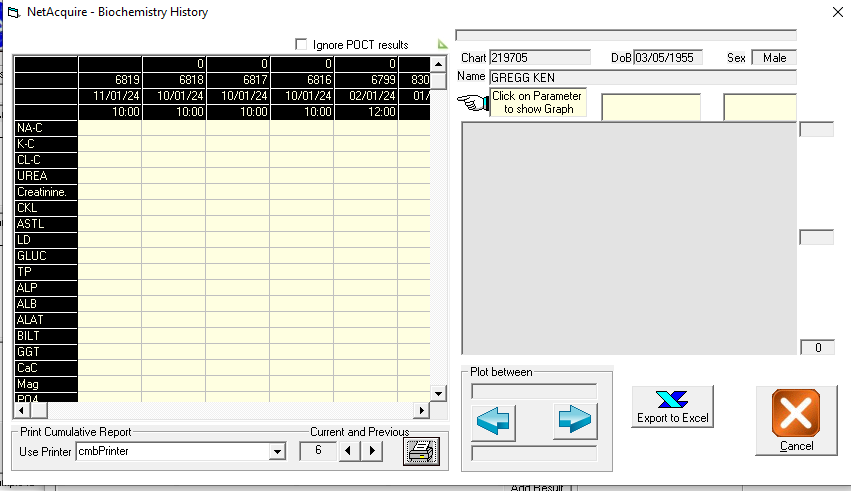 NetAcquire - Biochemistry History
Ignore POCT results
0 0 0 0
6819 6818 6817 6816 6799 830
11/01/24 10/01/24 10/01/24 10/01/24 02/01/24 01/
10:00 10:00 10:00 10:00 12:00
NA-C
K-C
CL-C
UREA
Creatinine.
CKL
ASTL
LD
GLUC
TP
ALP
ALB
ALAT
BILT
GGT
CaC
Mag
PO4
Chart 219705 DoB 03/05/1955 Sex Male
Name GREGG KEN
Click on Parameter
to show Graph
0
Plot between
Export to Excel
Cancel
Print Cumulative Report
Use Printer cmbPrinter
Current and Previous
6
Add Result